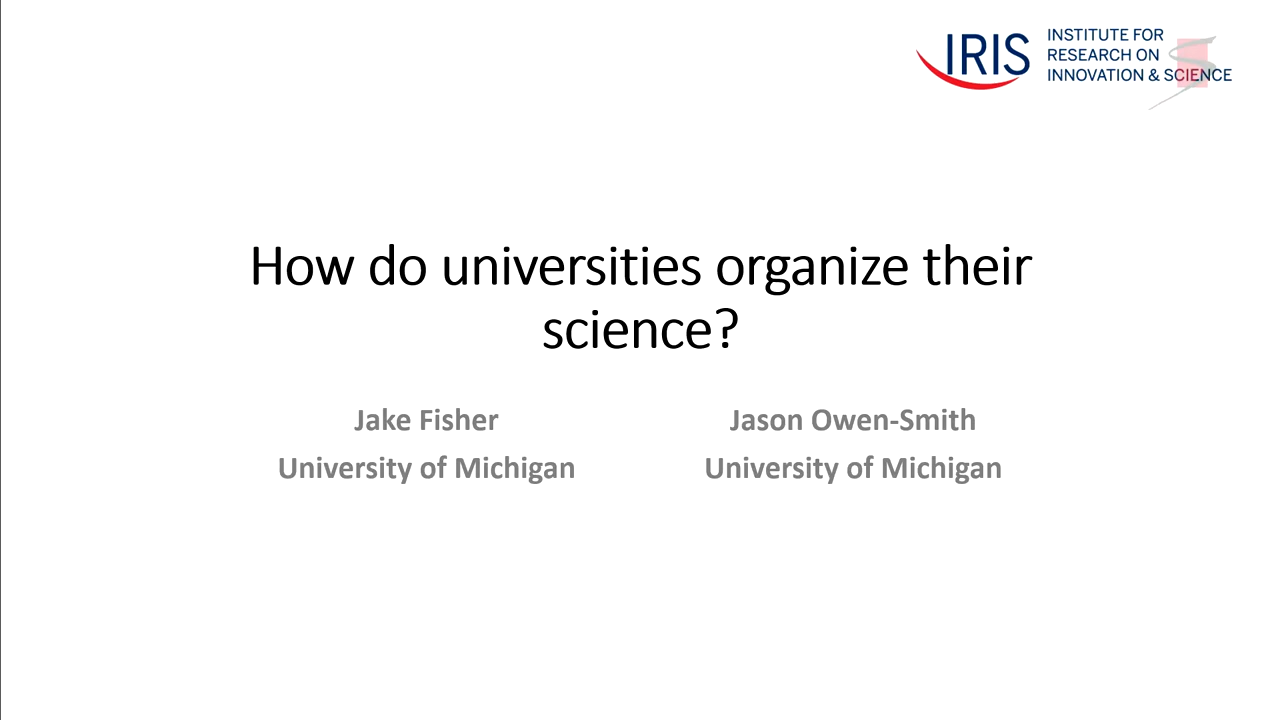 IRIS
INSTITUTE FOR
RESEARCH ON
INNOVATION & SCIENCE
How do universities organize their
science?
Jake Fisher
University of Michigan
Jason Owen-Smith
University of Michigan